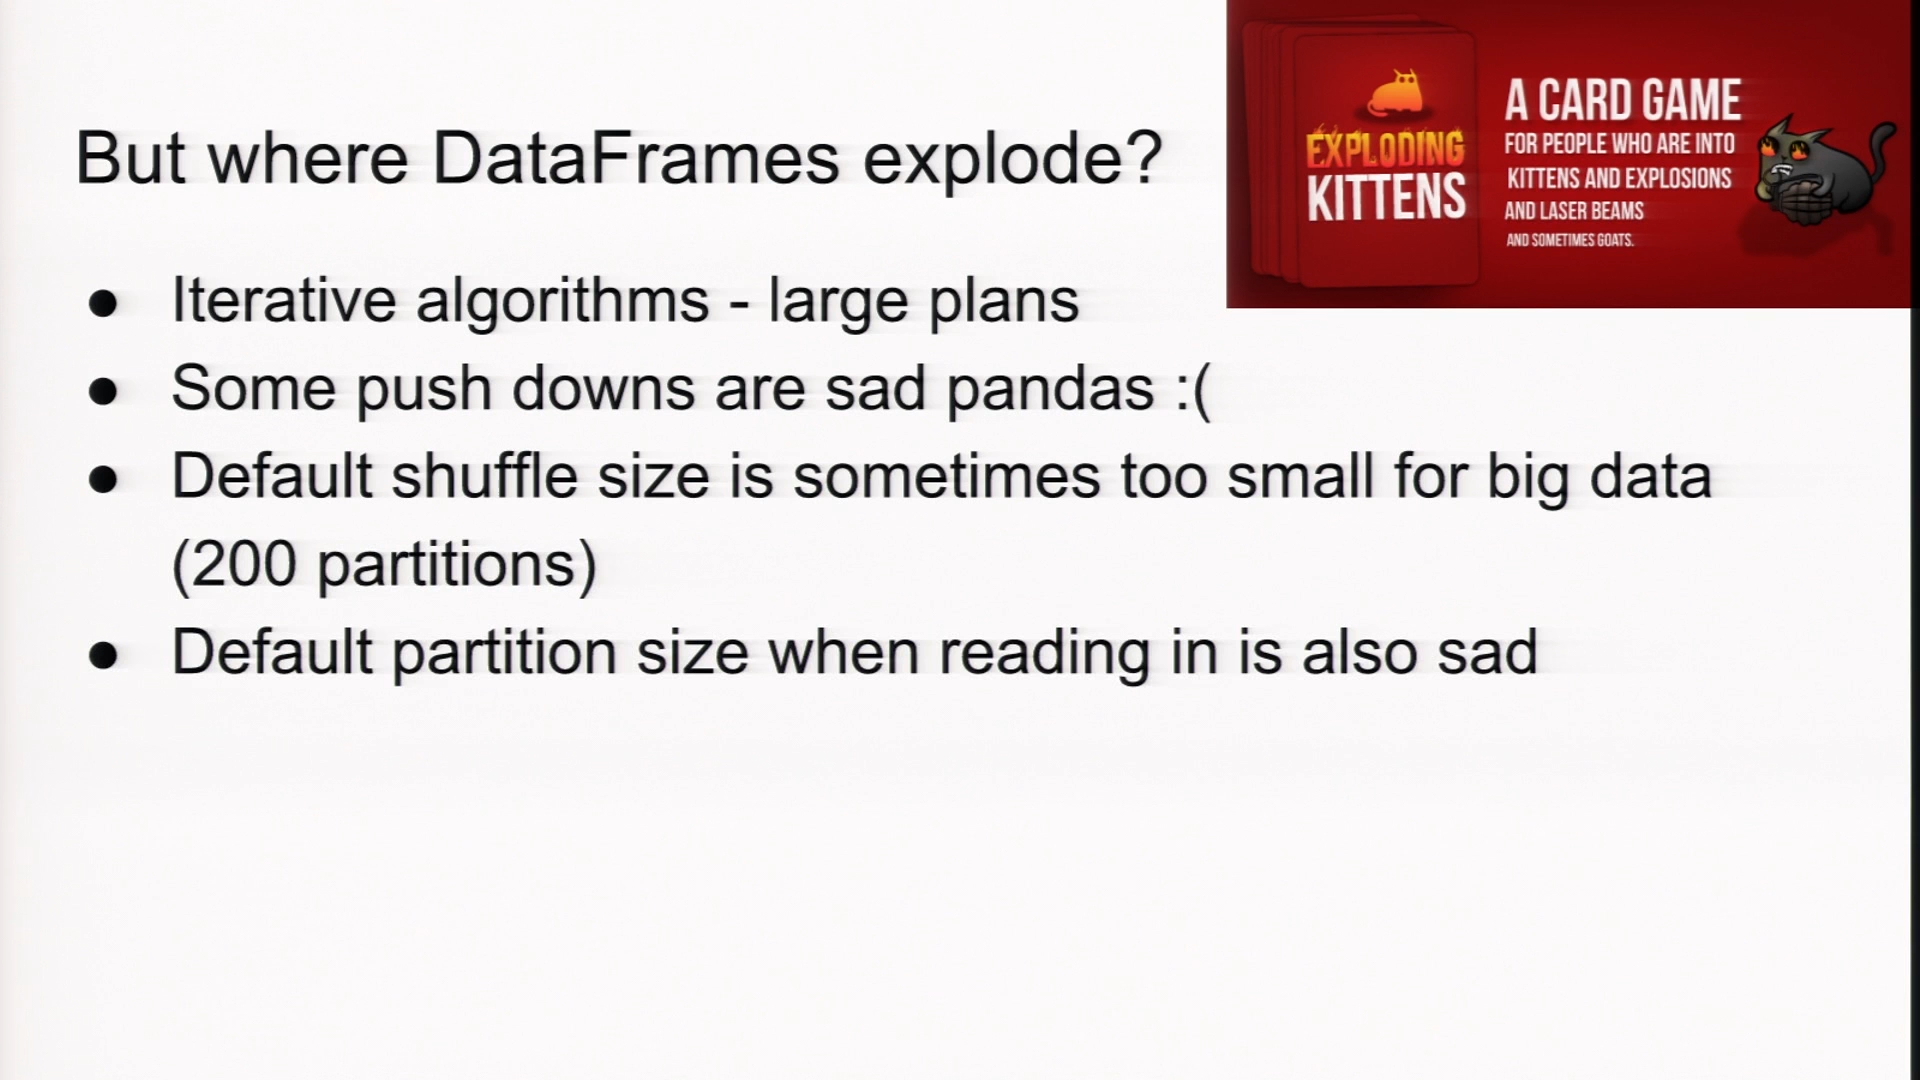 But where DataFrames explode?
EXPLODING
KITTENS
A CARD GAME
FOR PEOPLE WHO ARE INTO
KITTENS AND EXPLOSIONS
AND LASER BEAMS
AND SOMETIMES GOATS.
● Iterative algorithms - large plans
● Some push downs are sad pandas :(
● Default shuffle size is sometimes too small for big data
(200 partitions)
● Default partition size when reading in is also sad